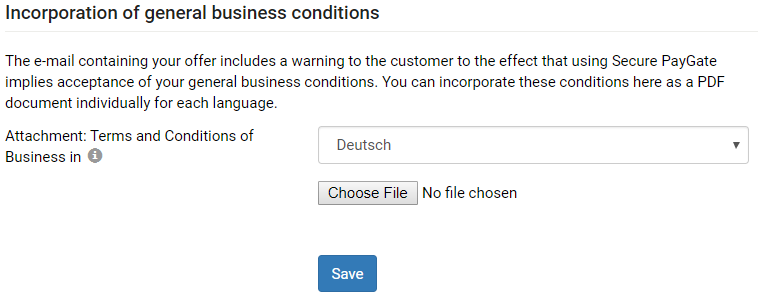 Incorporation of general business conditions
The e-mail containing your offer includes a warning to the customer to the effect that using Secure PayGate
implies acceptance of your general business conditions. You can incorporate these conditions here as a PDF
document individually for each language.
Attachment: Terms and Conditions of
Business in
Deutsch
Choose File No file chosen
Save